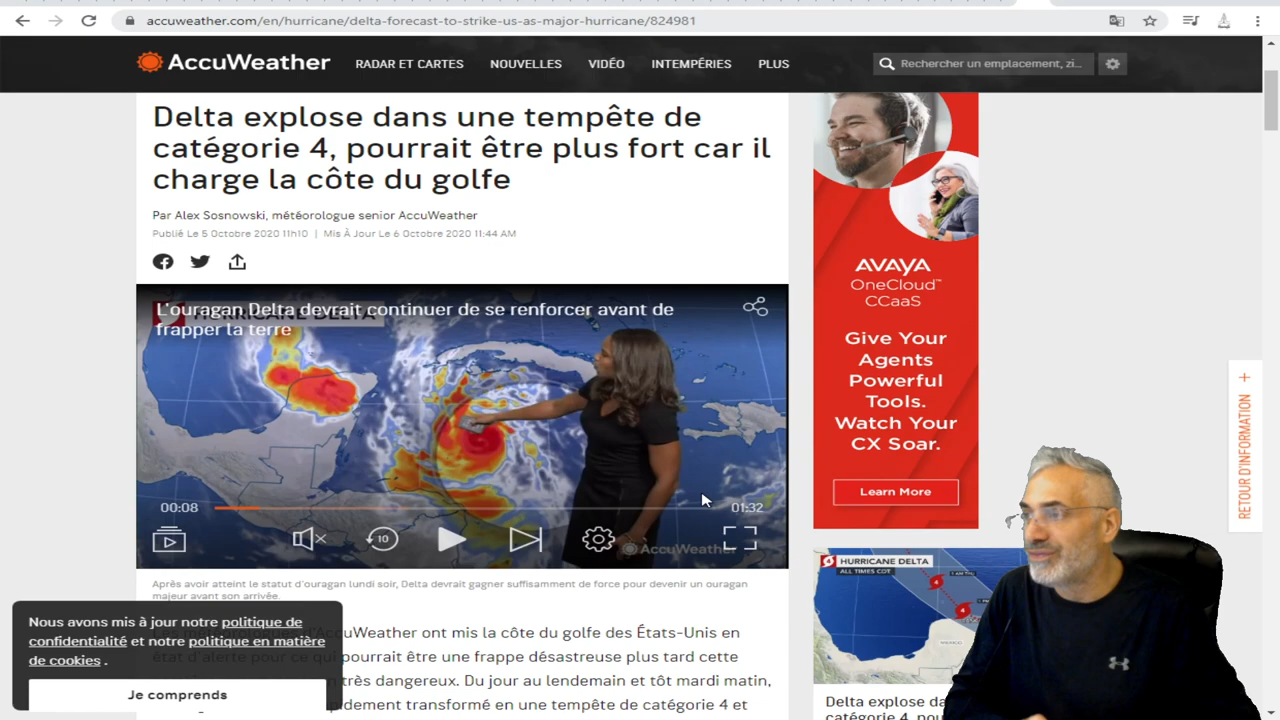 accuweather.com/en/hurricane/delta-forecast-to-strike-us-as-major-hurricane/824981
AccuWeather
RADAR ET CARTES
NOUVELLES
VIDÉO
INTEMPÉRIES
PLUS
Rechercher un emplacement, zi...
Delta explose dans une tempête de
catégorie 4, pourrait être plus fort car il
charge la côte du golfe
Par Alex Sosnowski, météorologue senior AccuWeather
Publié Le 5 Octobre 2020 11h10 | Mis À Jour Le 6 Octobre 2020 11:44 AM
L'ouragan Delta devrait continuer de se renforcer avant de
frapper la terre
00:08
01:32
10
AccuWeather
Après avoir atteint le statut d'ouragan lundi soir, Delta devrait gagner suffisamment de force pour devenir un ouragan
majeur avant son arrivée.
AccuWeather ont mis la côte du golfe des États-Unis en
pourrait être une frappe désastreuse plus tard cette
très dangereux. Du jour au lendemain et tôt mardi matin,
transformé en une tempête de catégorie 4 et
Nous avons mis à jour notre politique de
confidentialité et notre politique en matière
de cookies .
Je comprends
AVAYA
OneCloud™
CCaaS
Give Your
Agents
Powerful
Tools.
Watch Your
CX Soar.
Learn More
RETOUR D'INFORMATION +
HURRICANE DELTA
ALL TIMES CDT
4
4
Delta explose da
catégorie 4, pou